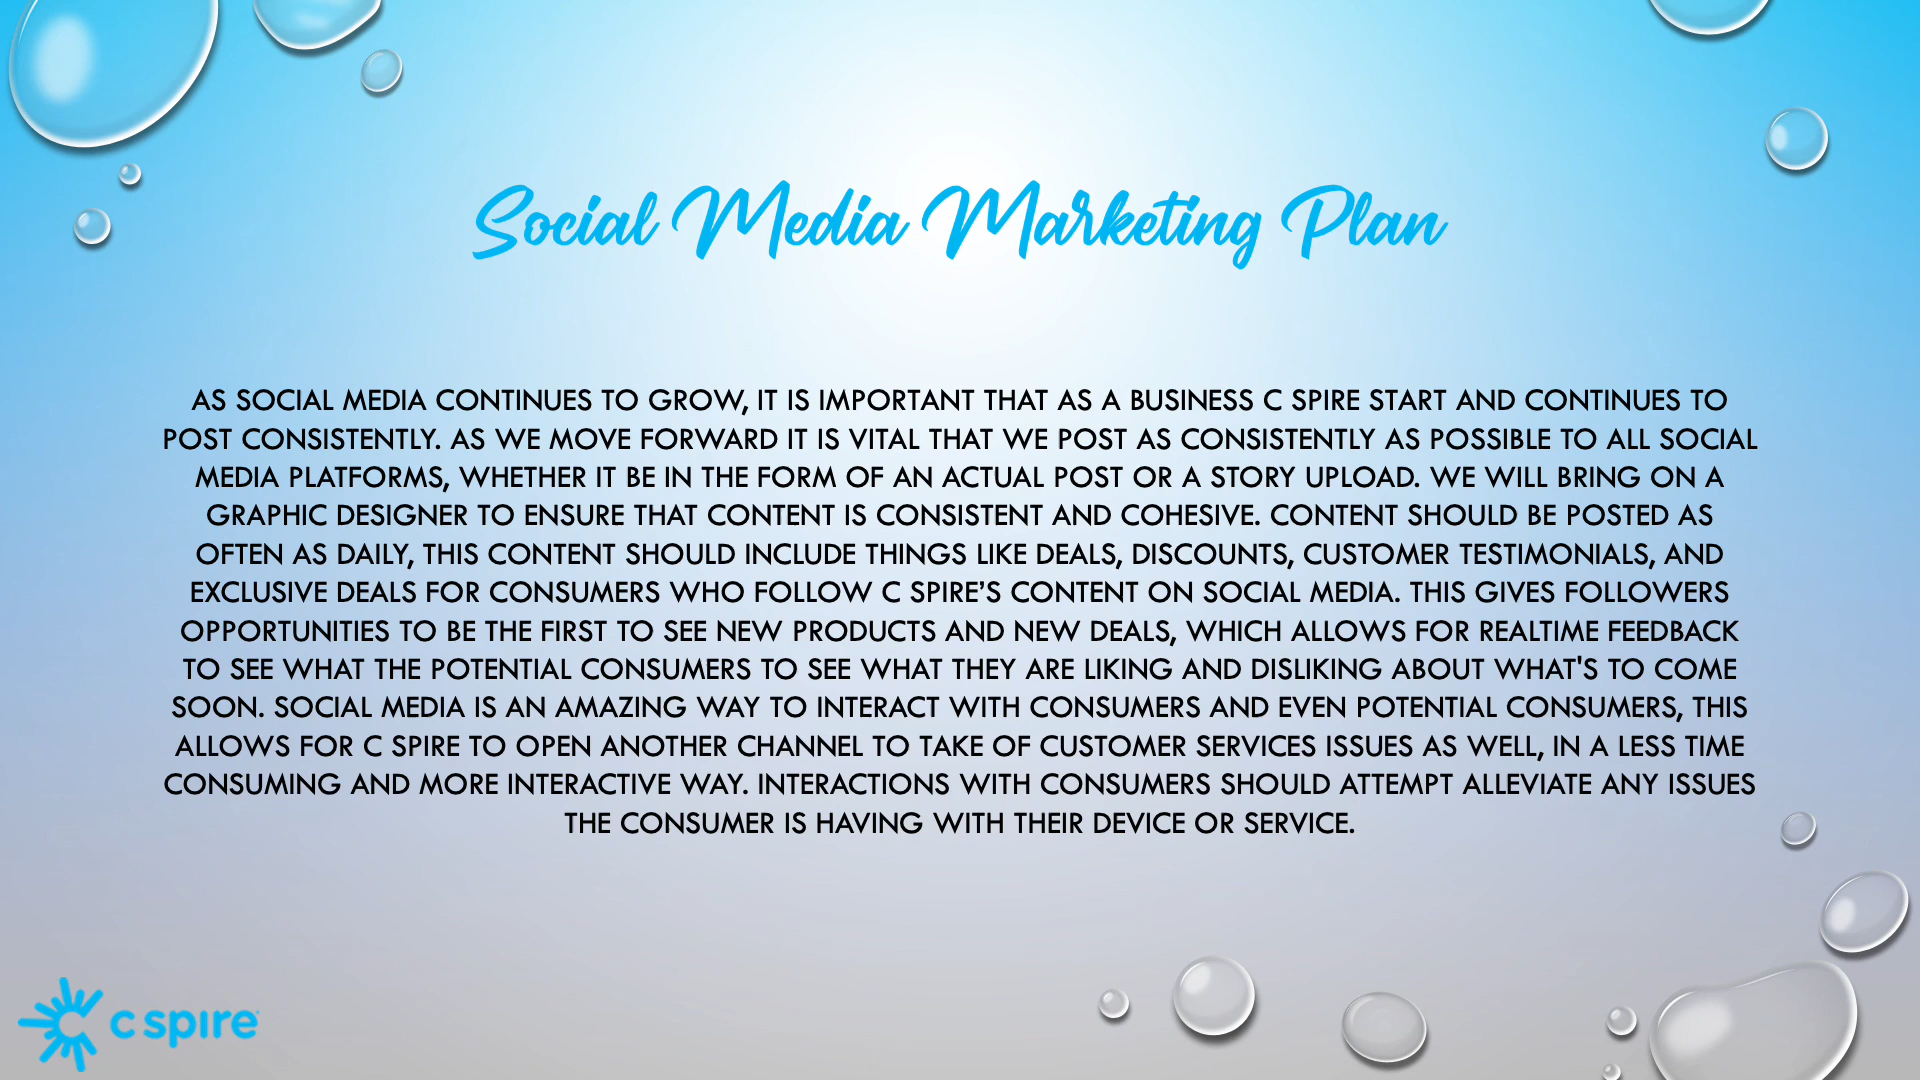 Social Media Marketing Plan
AS SOCIAL MEDIA CONTINUES TO GROW, IT IS IMPORTANT THAT AS A BUSINESS C SPIRE START AND CONTINUES TO
POST CONSISTENTLY. AS WE MOVE FORWARD IT IS VITAL THAT WE POST AS CONSISTENTLY AS POSSIBLE TO ALL SOCIAL
MEDIA PLATFORMS, WHETHER IT BE IN THE FORM OF AN ACTUAL POST OR A STORY UPLOAD. WE WILL BRING ON A
GRAPHIC DESIGNER TO ENSURE THAT CONTENT IS CONSISTENT AND COHESIVE. CONTENT SHOULD BE POSTED AS
OFTEN AS DAILY, THIS CONTENT SHOULD INCLUDE THINGS LIKE DEALS, DISCOUNTS, CUSTOMER TESTIMONIALS, AND
EXCLUSIVE DEALS FOR CONSUMERS WHO FOLLOW C SPIRE’S CONTENT ON SOCIAL MEDIA. THIS GIVES FOLLOWERS
OPPORTUNITIES TO BE THE FIRST TO SEE NEW PRODUCTS AND NEW DEALS, WHICH ALLOWS FOR REALTIME FEEDBACK
TO SEE WHAT THE POTENTIAL CONSUMERS TO SEE WHAT THEY ARE LIKING AND DISLIKING ABOUT WHAT'S TO COME
SOON. SOCIAL MEDIA IS AN AMAZING WAY TO INTERACT WITH CONSUMERS AND EVEN POTENTIAL CONSUMERS, THIS
ALLOWS FOR C SPIRE TO OPEN ANOTHER CHANNEL TO TAKE OF CUSTOMER SERVICES ISSUES AS WELL, IN A LESS TIME
CONSUMING AND MORE INTERACTIVE WAY. INTERACTIONS WITH CONSUMERS SHOULD ATTEMPT ALLEVIATE ANY ISSUES
THE CONSUMER IS HAVING WITH THEIR DEVICE OR SERVICE.
c spire